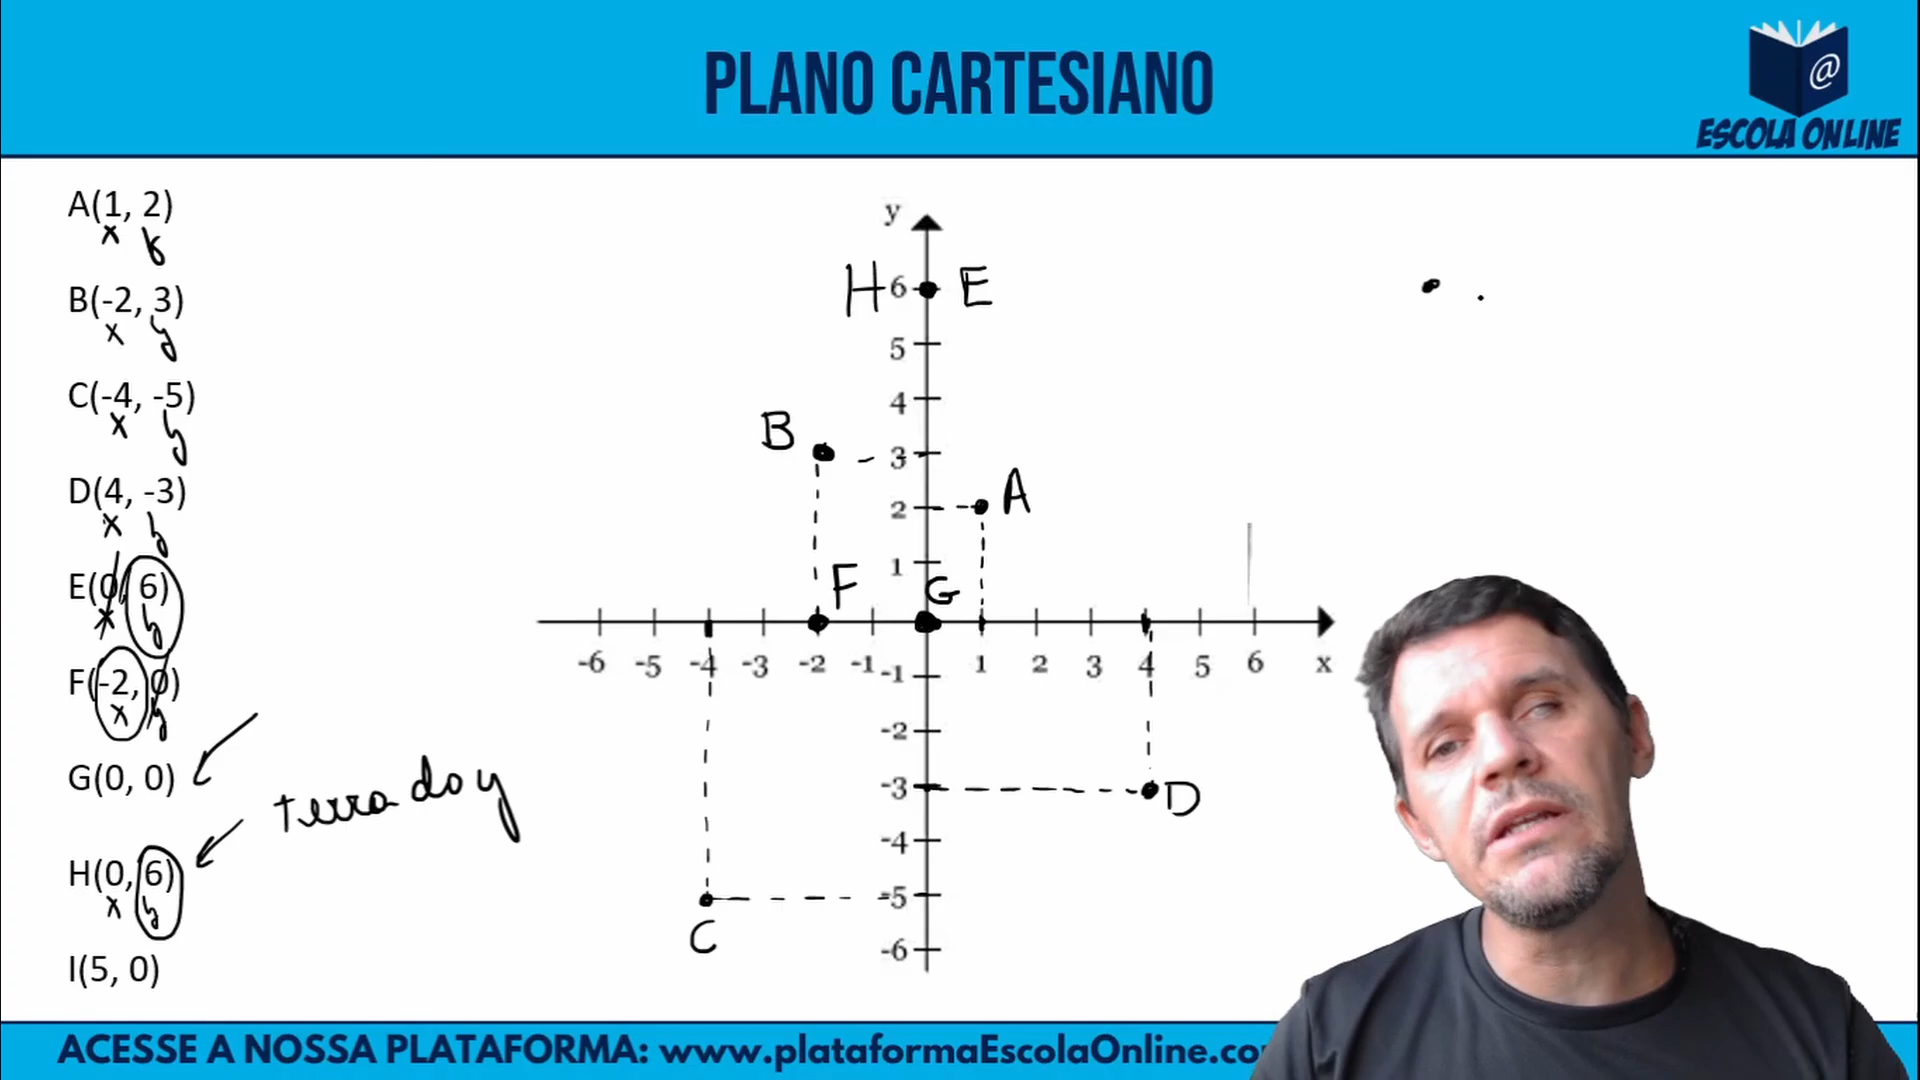 PLANO CARTESIANO
@
ESCOLA ONLINE
A(1, 2)
x y
B(-2, 3)
x y
C(-4, -5)
x y
D(4, -3)
x y
E(0, 6)
x y
F(-2, 0)
x y
G(0, 0)
terra do y
H(0, 6)
x y
I(5, 0)
y
H 6 E
5
4
B
3
2 A
1
F G
-6 -5 -4 -3 -2 -1 1 2 3 4 5 6 x
-1
-2
-3 D
-4
-5
C
-6
ACESSE A NOSSA PLATAFORMA: www.plataformaEscolaOnline.co